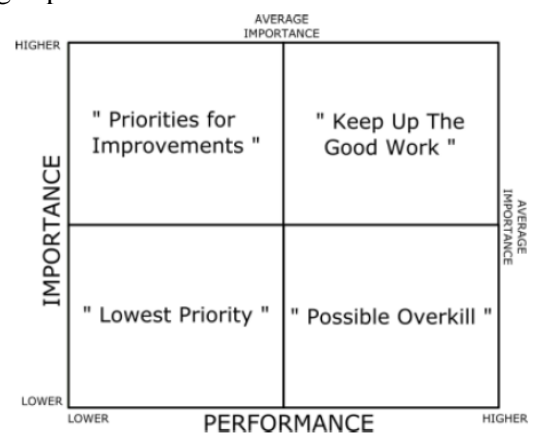 AVERAGE
IMPORTANCE
HIGHER
" Priorities for
Improvements "
" Keep Up The
Good Work "
IMPORTANCE
AVERAGE
IMPORTANCE
" Lowest Priority "
" Possible Overkill "
LOWER
LOWER
PERFORMANCE
HIGHER